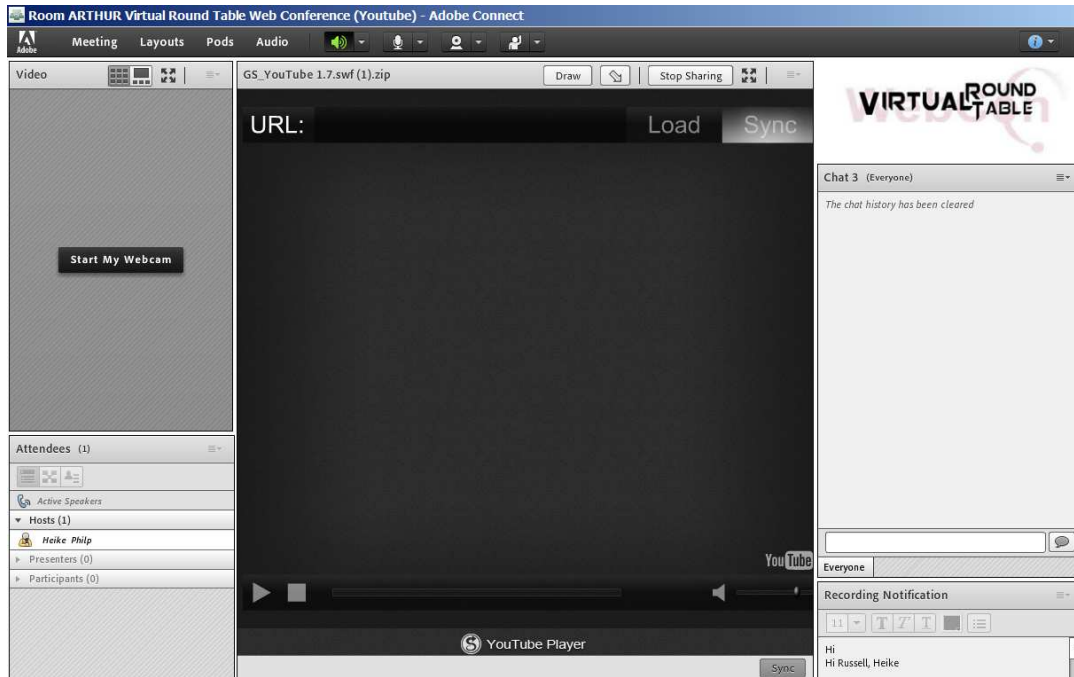 Room ARTHUR Virtual Round Table Web Conference (Youtube) - Adobe Connect
Adobe
Meeting Layouts Pods Audio
Video
GS_YouTube 1.7.swf (1).zip
Draw
Stop Sharing
URL:
Load
Sync
Start My Webcam
YouTube
YouTube Player
Sync
Attendees (1)
Active Speakers
Hosts (1)
Heike Philp
Presenters (0)
Participants (0)
Webcon
VIRTUAL ROUND
TABLE
Chat 3 (Everyone)
The chat history has been cleared
Everyone
Recording Notification
11
T T T
Hi
Hi Russell, Heike